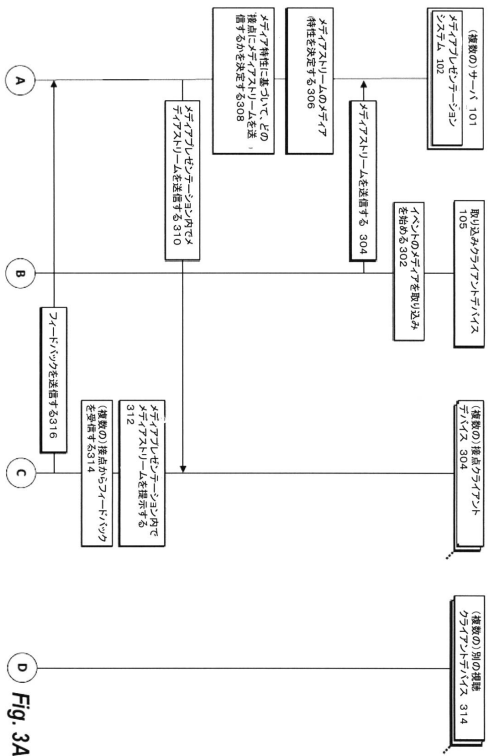 (複数の)サーバ 101
メディアプレゼンテーション
システム 102
取り込みクライアントデバイス
105
(複数の)接点クライアント
デバイス 304
(複数の)別の視聴
クライアントデバイス 314
イベントのメディアを取り込み
を始める 302
メディアストリームを送信する 304
メディアストリームのメディア
特性を決定する 306
メディア特性に基づいて、どの
接点にメディアストリームを送
信するかを決定する308
メディアプレゼンテーション内でメ
ディアストリームを送信する 310
メディアプレゼンテーション内で
メディアストリームを提示する
312
(複数の)接点からフィードバック
を受信する314
フィードバックを送信する316
A
B
C
D
Fig. 3A